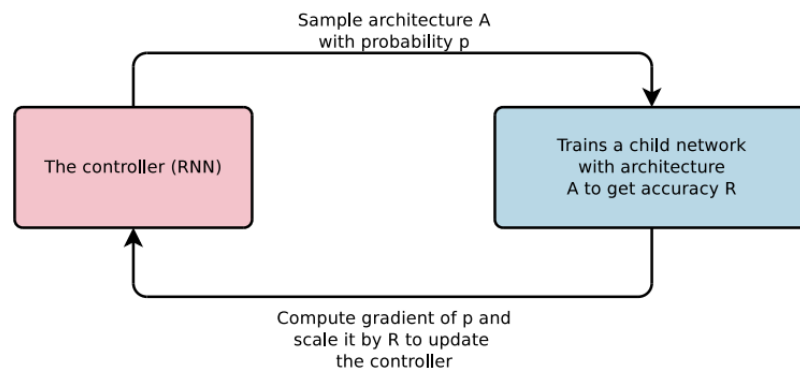 Sample architecture A
with probability p
The controller (RNN)
Trains a child network
with architecture
A to get accuracy R
Compute gradient of p and
scale it by R to update
the controller